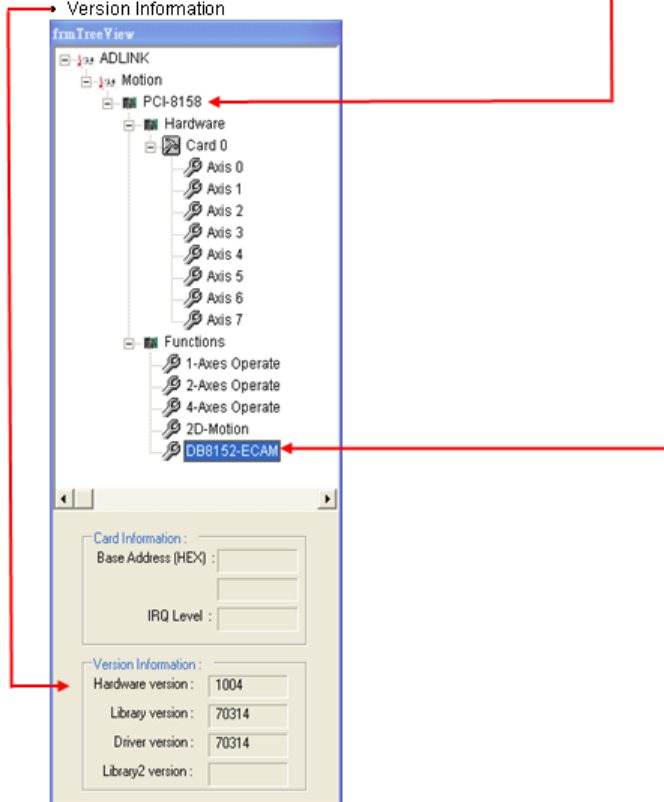 Version Information
frmTreeView
ADLINK
Motion
PCI-8158
Hardware
Card 0
Axis 0
Axis 1
Axis 2
Axis 3
Axis 4
Axis 5
Axis 6
Axis 7
Functions
1-Axes Operate
2-Axes Operate
4-Axes Operate
2D-Motion
DB8152-ECAM
Card Information :
Base Address (HEX) :
IRQ Level :
Version Information :
Hardware version : 1004
Library version : 70314
Driver version : 70314
Library2 version :